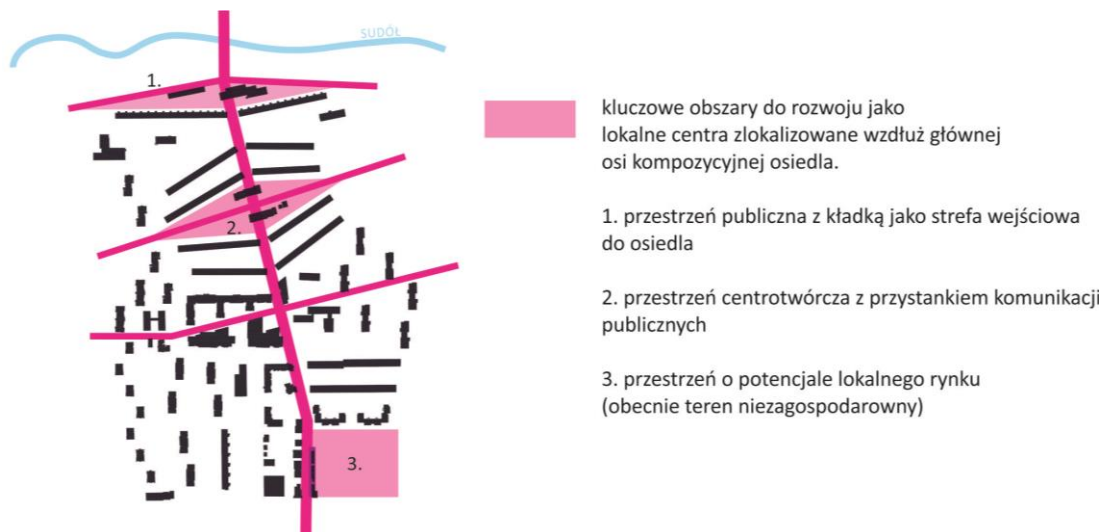 SUDÓŁ
1.
2.
3.
kluczowe obszary do rozwoju jako
lokalne centra zlokalizowane wzdłuż głównej
osi kompozycyjnej osiedla.
1. przestrzeń publiczna z kładką jako strefa wejściowa
do osiedla
2. przestrzeń centrotwórcza z przystankiem komunikacji
publicznych
3. przestrzeń o potencjale lokalnego rynku
(obecnie teren niezagospodarowny)